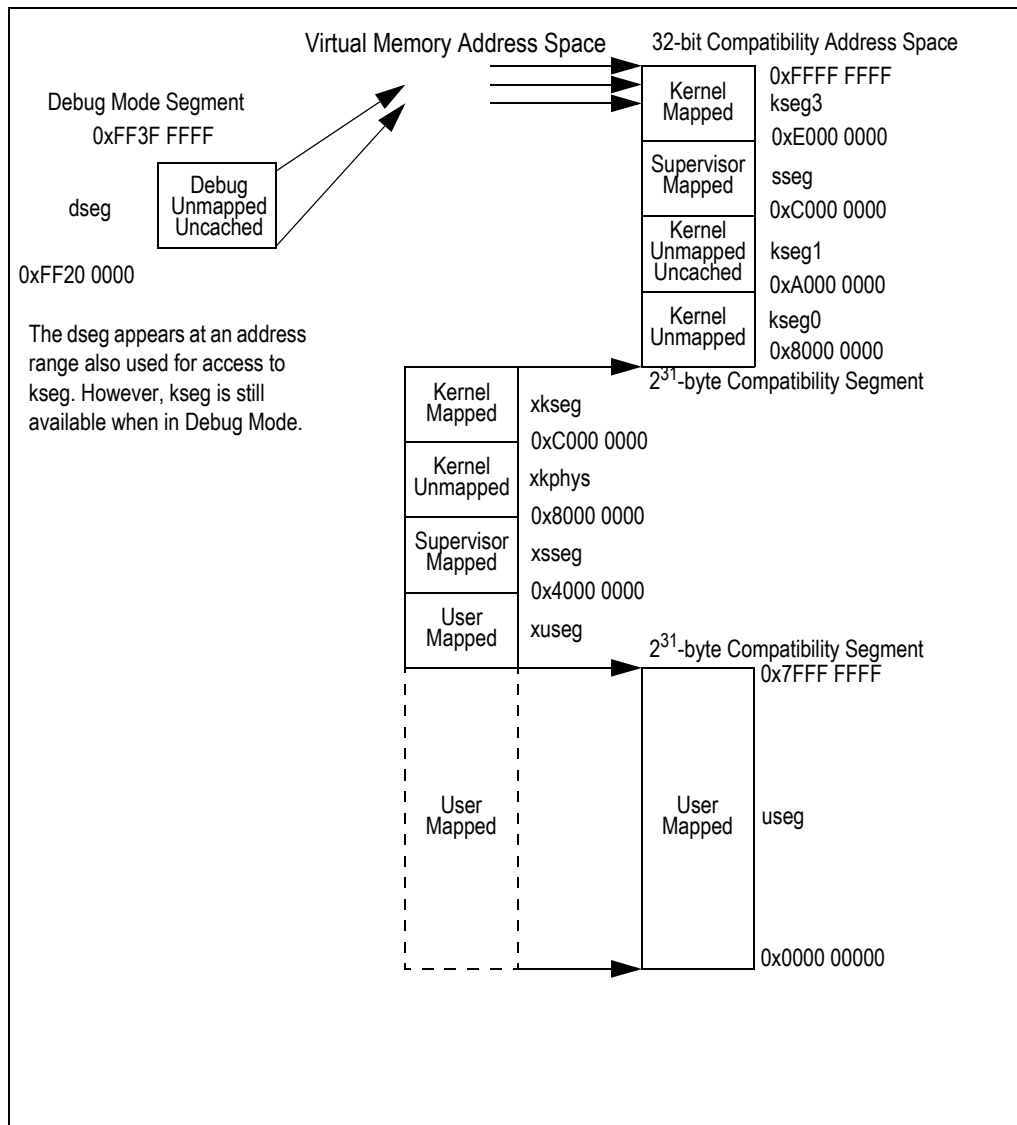 Virtual Memory Address Space
32-bit Compatibility Address Space
Debug Mode Segment
0xFF3F FFFF
dseg
Debug
Unmapped
Uncached
0xFF20 0000
The dseg appears at an address
range also used for access to
kseg. However, kseg is still
available when in Debug Mode.
0xFFFF FFFF
Kernel
Mapped
kseg3
0xE000 0000
Supervisor
Mapped
sseg
0xC000 0000
Kernel
Unmapped
Uncached
kseg1
0xA000 0000
Kernel
Unmapped
kseg0
0x8000 0000
2³¹-byte Compatibility Segment
Kernel
Mapped
xkseg
0xC000 0000
Kernel
Unmapped
xkphys
0x8000 0000
Supervisor
Mapped
xsseg
0x4000 0000
User
Mapped
xuseg
2³¹-byte Compatibility Segment
0x7FFF FFFF
User
Mapped
User
Mapped
useg
0x0000 00000